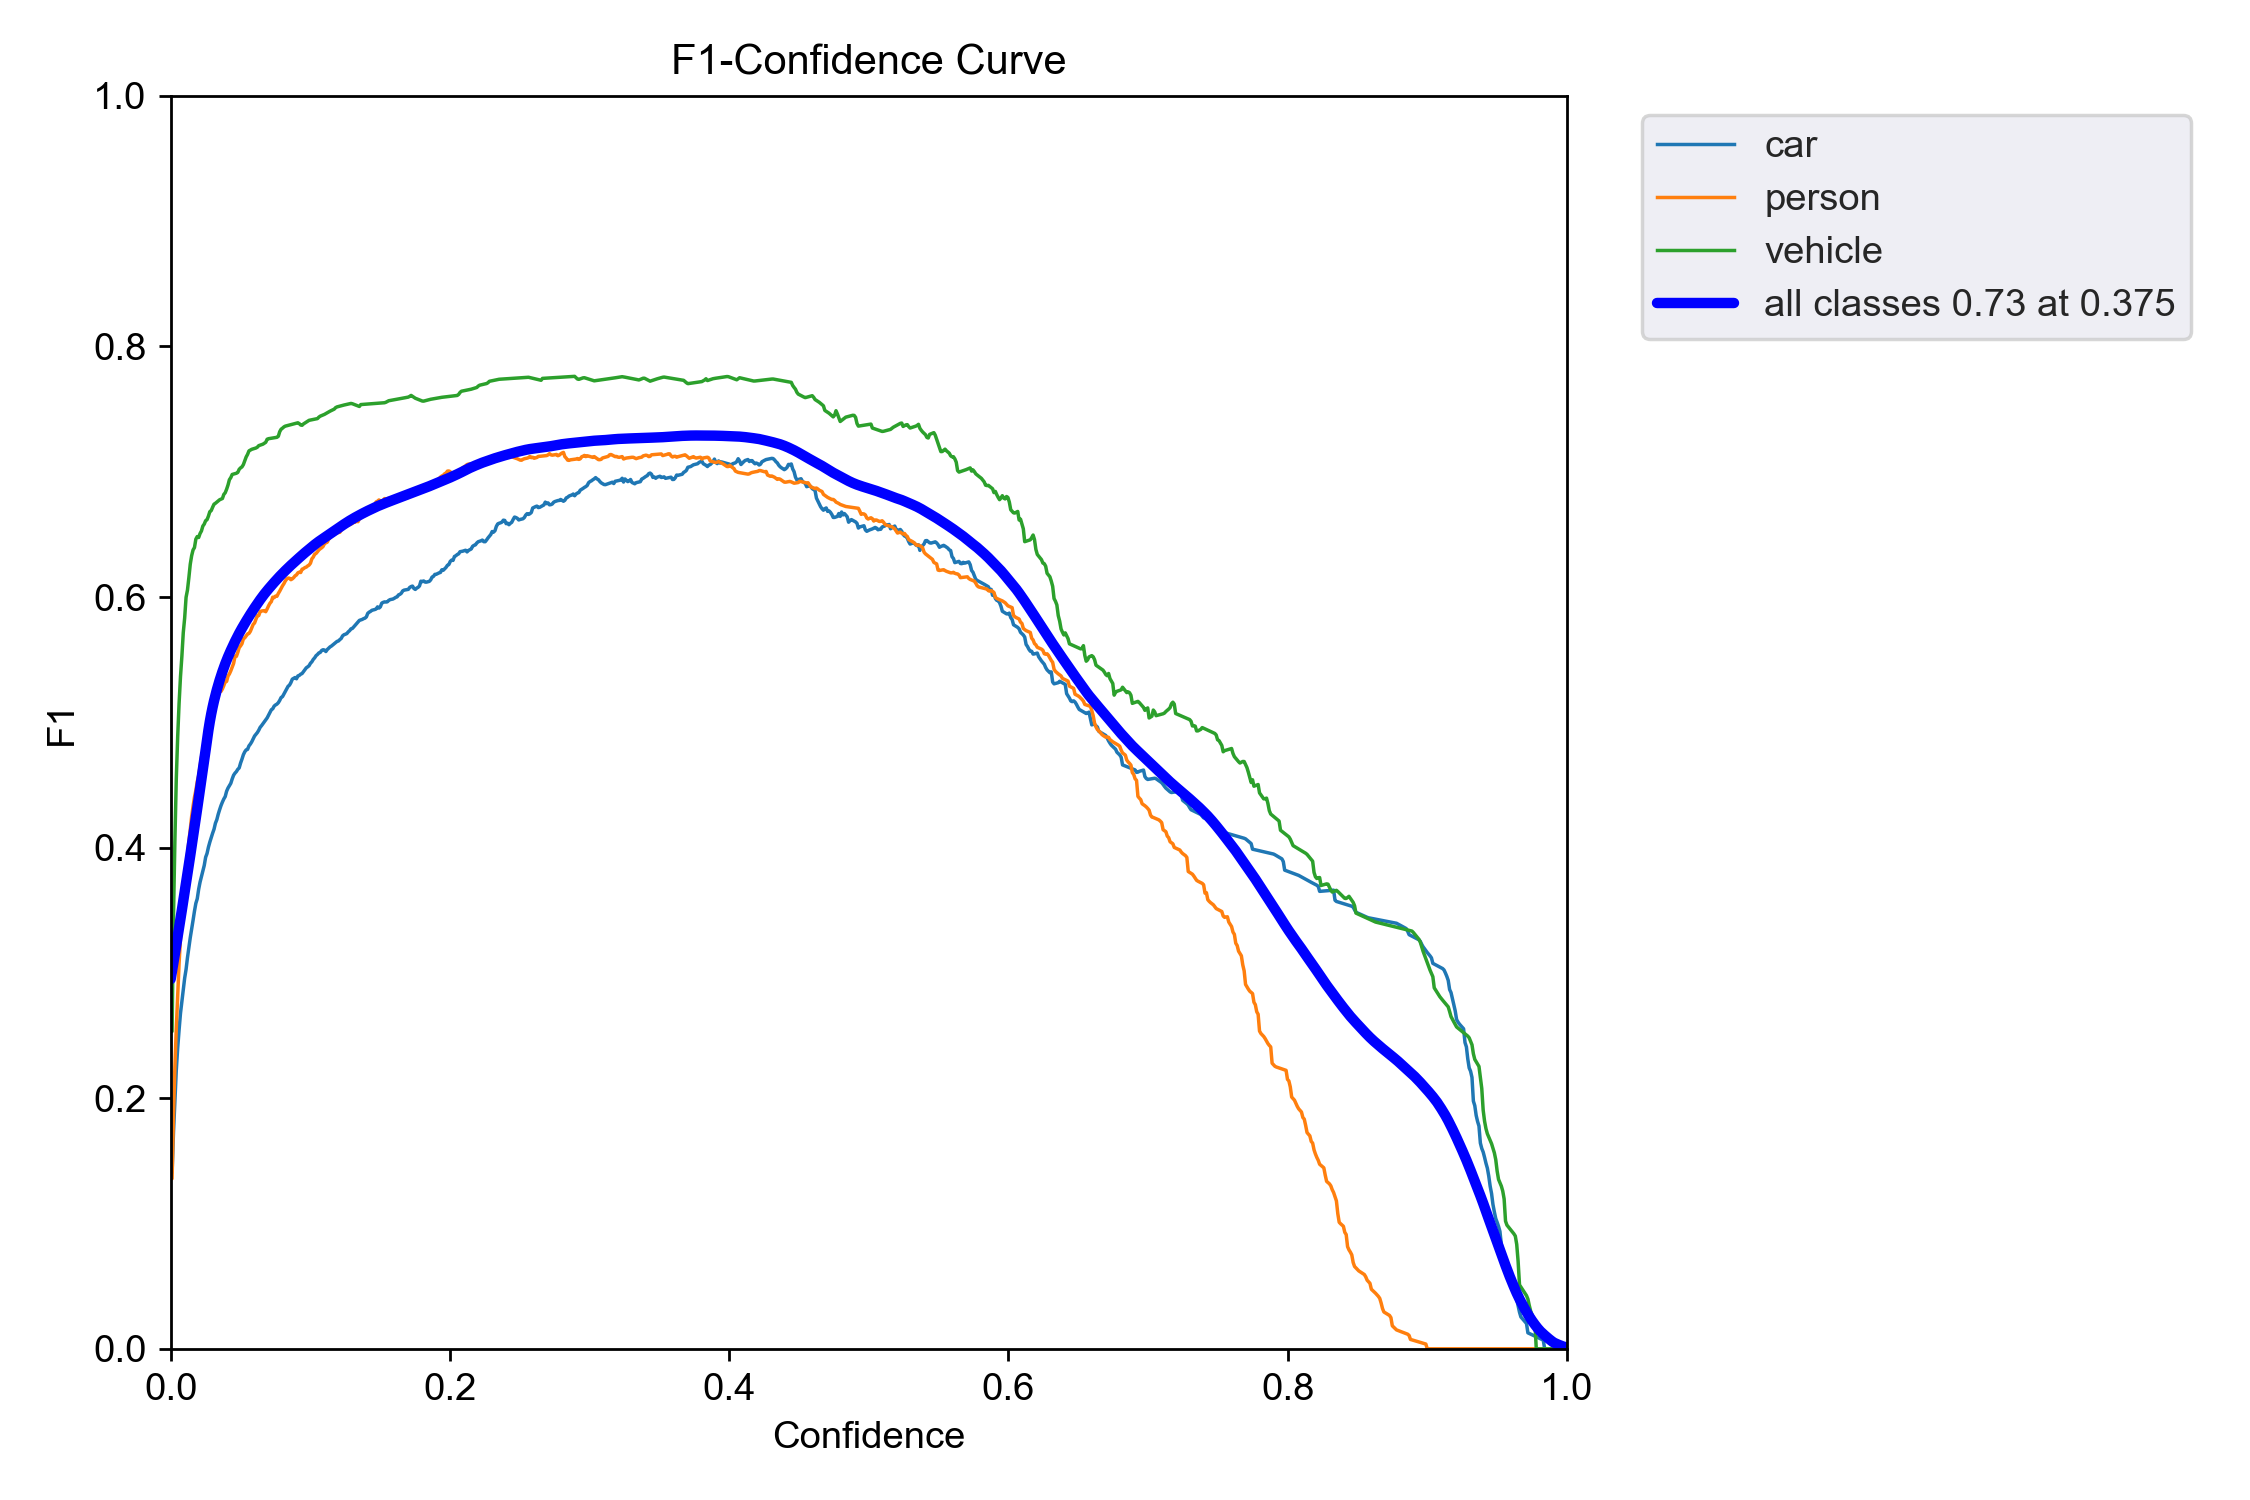 F1-Confidence Curve
1.0
0.8
0.6
0.4
0.2
0.0
F1
0.0 0.2 0.4 0.6 0.8 1.0
Confidence
car
person
vehicle
all classes 0.73 at 0.375